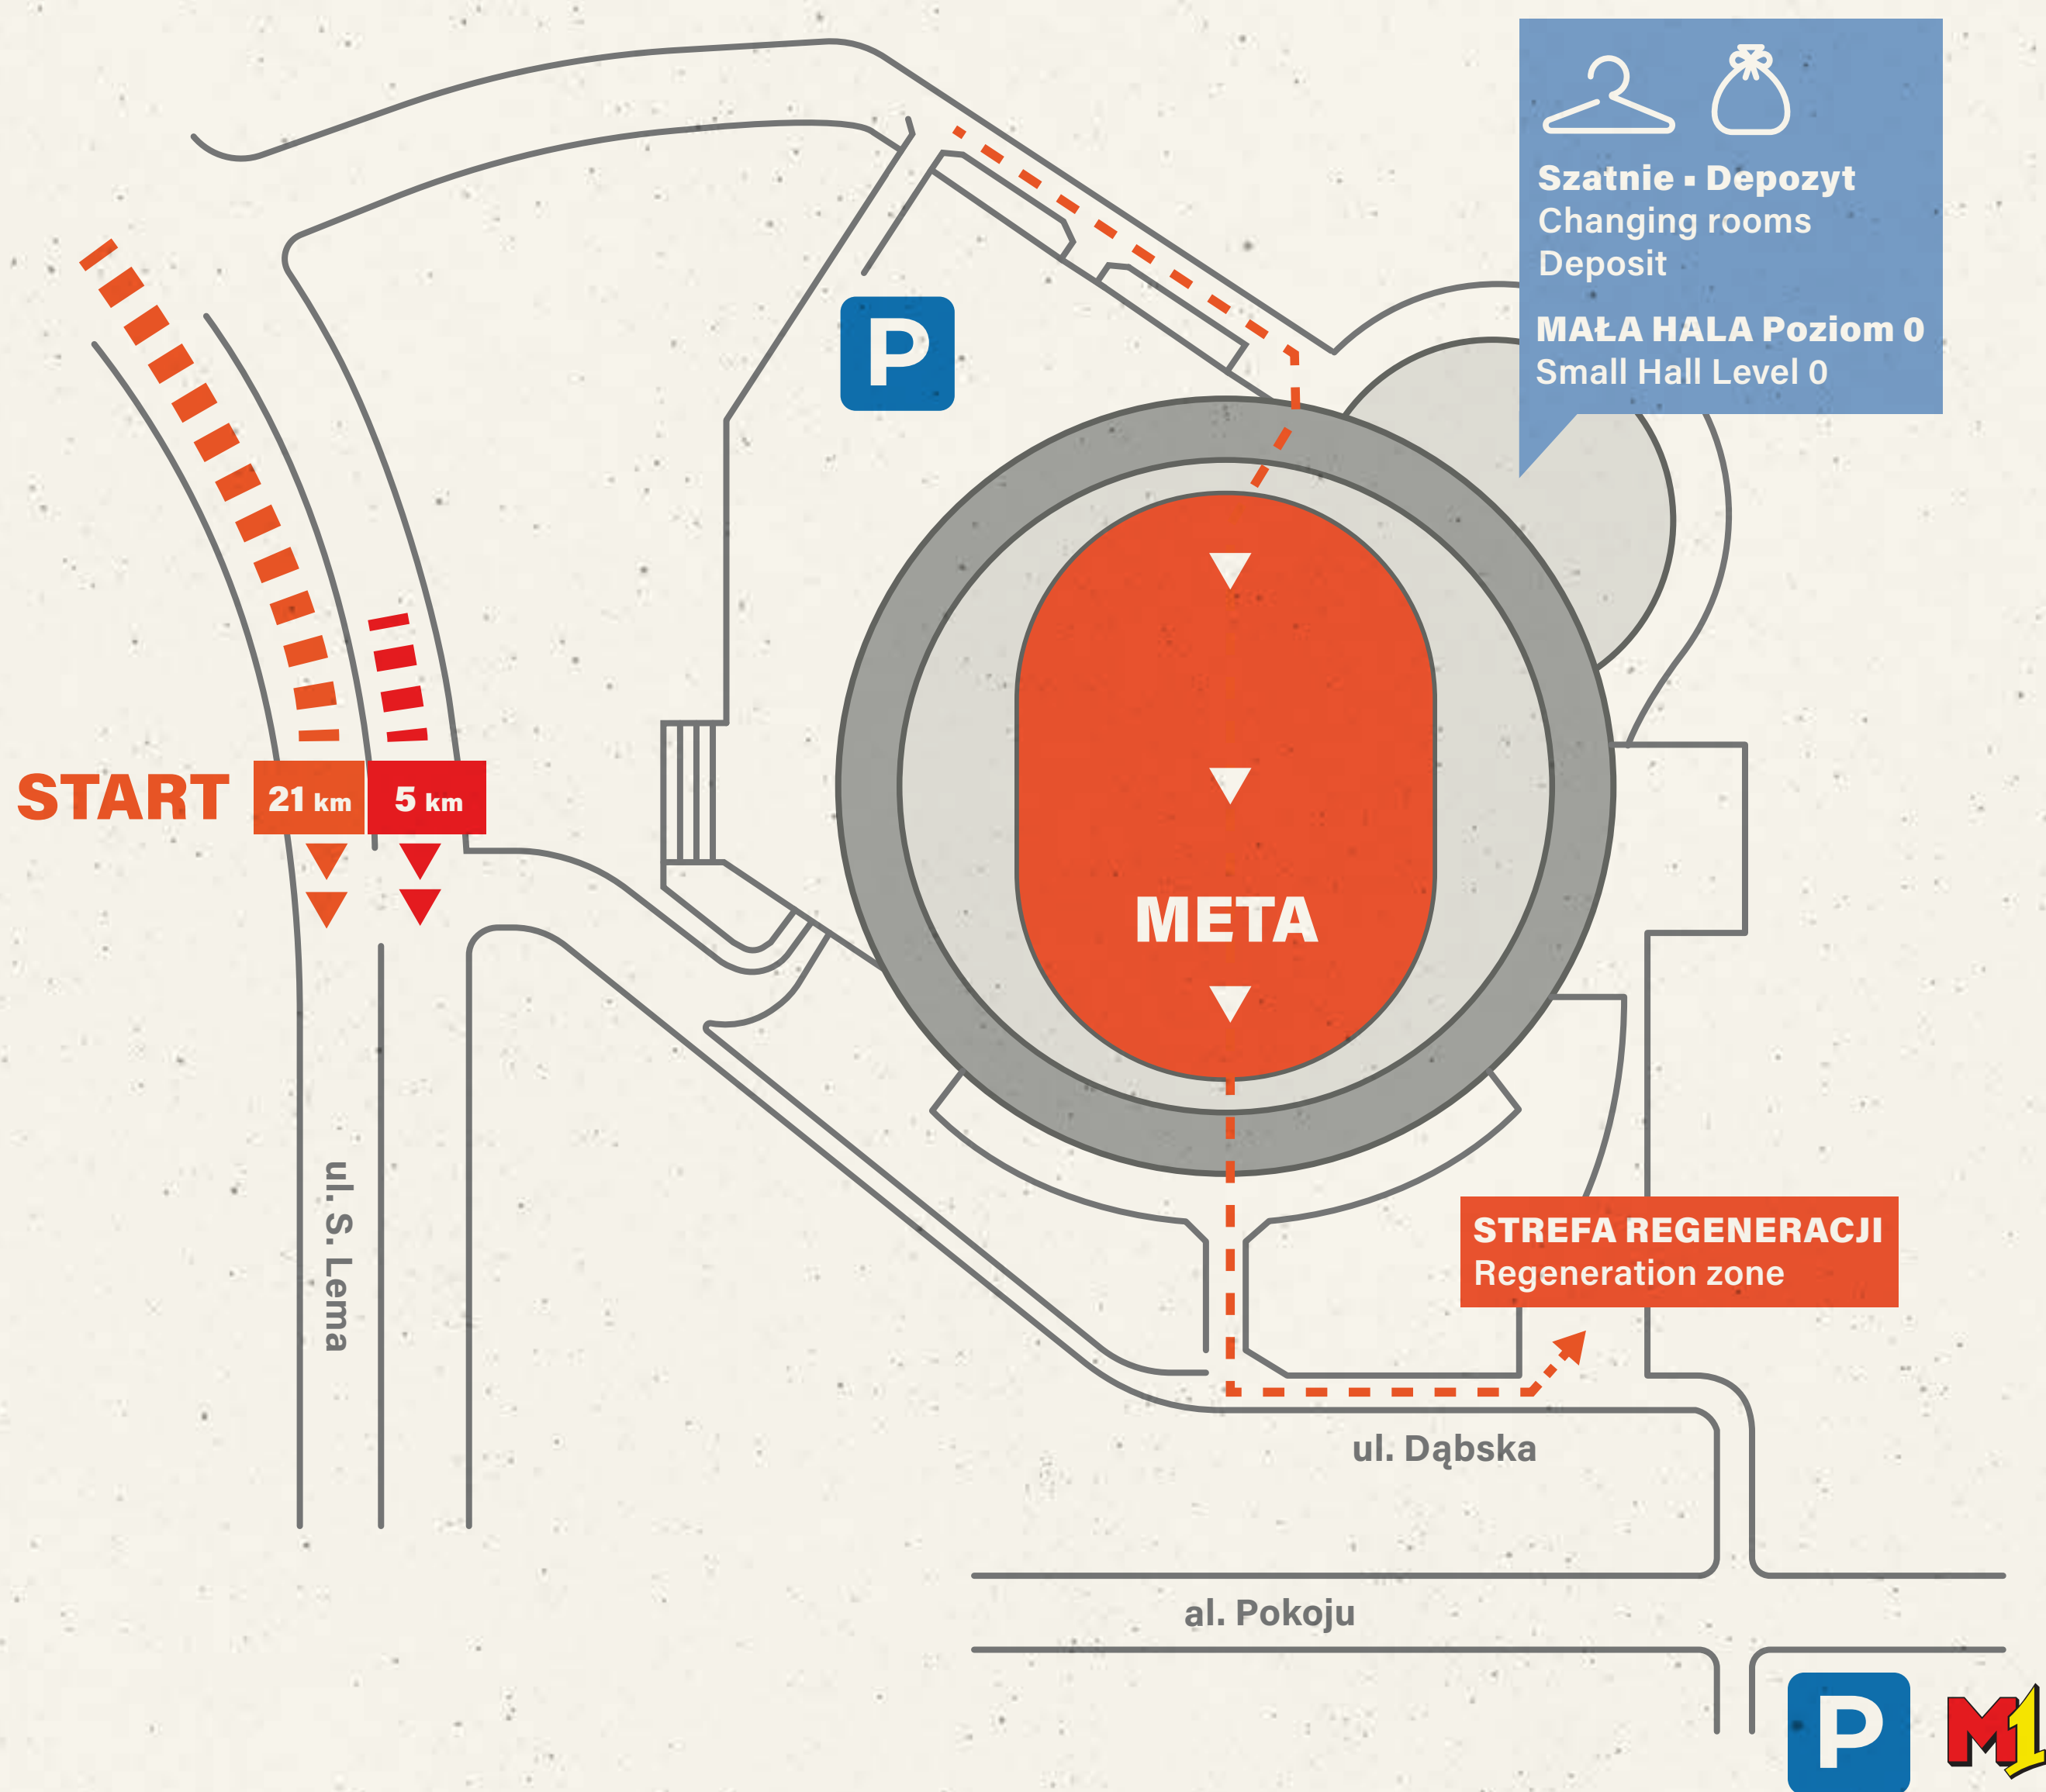 Szatnie ▪ Depozyt
Changing rooms
Deposit
MAŁA HALA Poziom 0
Small Hall Level 0
P
START
21 km
5 km
META
STREFA REGENERACJI
Regeneration zone
ul. S. Lema
ul. Dąbska
al. Pokoju
P
M1